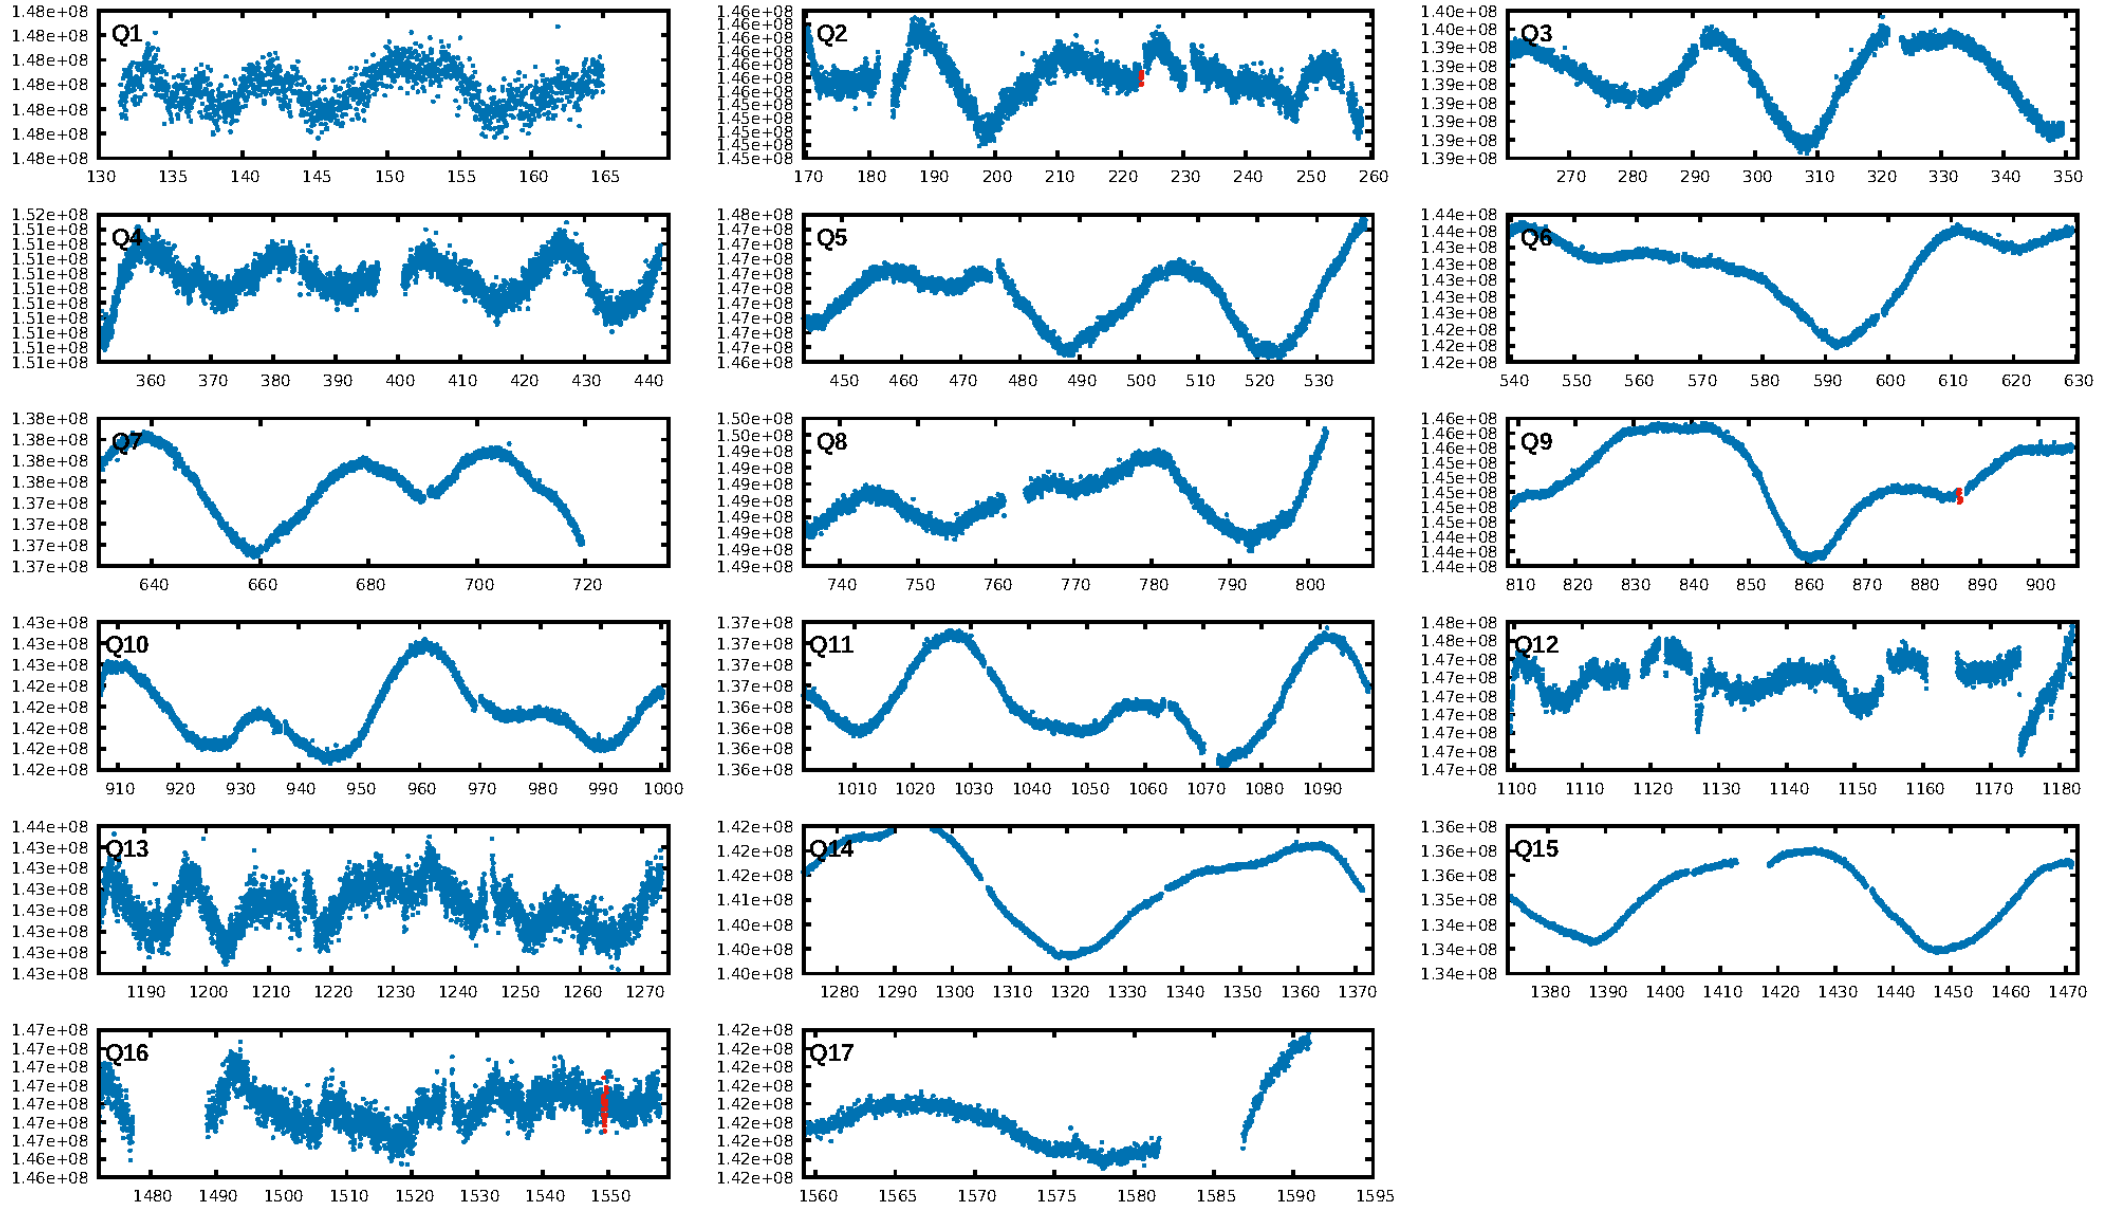 1.48e+08
1.48e+08
1.48e+08
1.48e+08
1.48e+08
1.48e+08
1.48e+08
Q1
130 135 140 145 150 155 160 165
1.46e+08
1.46e+08
1.46e+08
1.46e+08
1.46e+08
1.46e+08
1.46e+08
1.45e+08
1.45e+08
1.45e+08
1.45e+08
1.45e+08
Q2
170 180 190 200 210 220 230 240 250 260
1.40e+08
1.40e+08
1.39e+08
1.39e+08
1.39e+08
1.39e+08
1.39e+08
1.39e+08
1.39e+08
Q3
270 280 290 300 310 320 330 340 350
1.52e+08
1.51e+08
1.51e+08
1.51e+08
1.51e+08
1.51e+08
1.51e+08
1.51e+08
1.51e+08
1.51e+08
1.51e+08
Q4
360 370 380 390 400 410 420 430 440
1.48e+08
1.47e+08
1.47e+08
1.47e+08
1.47e+08
1.47e+08
1.47e+08
1.47e+08
1.47e+08
1.47e+08
1.46e+08
Q5
450 460 470 480 490 500 510 520 530
1.44e+08
1.43e+08
1.43e+08
1.43e+08
1.43e+08
1.43e+08
1.43e+08
1.42e+08
1.42e+08
1.42e+08
Q6
540 550 560 570 580 590 600 610 620 630
1.38e+08
1.38e+08
1.38e+08
1.38e+08
1.37e+08
1.37e+08
1.37e+08
1.37e+08
Q7
640 660 680 700 720
1.50e+08
1.50e+08
1.49e+08
1.49e+08
1.49e+08
1.49e+08
1.49e+08
1.49e+08
1.49e+08
1.49e+08
Q8
740 750 760 770 780 790 800
1.46e+08
1.46e+08
1.46e+08
1.45e+08
1.45e+08
1.45e+08
1.45e+08
1.45e+08
1.44e+08
1.44e+08
1.44e+08
Q9
810 820 830 840 850 860 870 880 890 900
1.43e+08
1.43e+08
1.43e+08
1.42e+08
1.42e+08
1.42e+08
1.42e+08
1.42e+08
Q10
910 920 930 940 950 960 970 980 990 1000
1.37e+08
1.37e+08
1.37e+08
1.37e+08
1.36e+08
1.36e+08
1.36e+08
1.36e+08
Q11
1010 1020 1030 1040 1050 1060 1070 1080 1090
1.48e+08
1.48e+08
1.47e+08
1.47e+08
1.47e+08
1.47e+08
1.47e+08
1.47e+08
1.47e+08
Q12
1100 1110 1120 1130 1140 1150 1160 1170 1180
1.44e+08
1.43e+08
1.43e+08
1.43e+08
1.43e+08
1.43e+08
1.43e+08
1.43e+08
Q13
1190 1200 1210 1220 1230 1240 1250 1260 1270
1.42e+08
1.42e+08
1.42e+08
1.41e+08
1.40e+08
1.40e+08
1.40e+08
Q14
1280 1290 1300 1310 1320 1330 1340 1350 1360 1370
1.36e+08
1.36e+08
1.36e+08
1.35e+08
1.34e+08
1.34e+08
1.34e+08
Q15
1380 1390 1400 1410 1420 1430 1440 1450 1460 1470
1.47e+08
1.47e+08
1.47e+08
1.47e+08
1.47e+08
1.47e+08
1.47e+08
1.46e+08
1.46e+08
Q16
1480 1490 1500 1510 1520 1530 1540 1550
1.42e+08
1.42e+08
1.42e+08
1.42e+08
1.42e+08
1.42e+08
1.42e+08
1.42e+08
1.42e+08
Q17
1560 1565 1570 1575 1580 1585 1590 1595